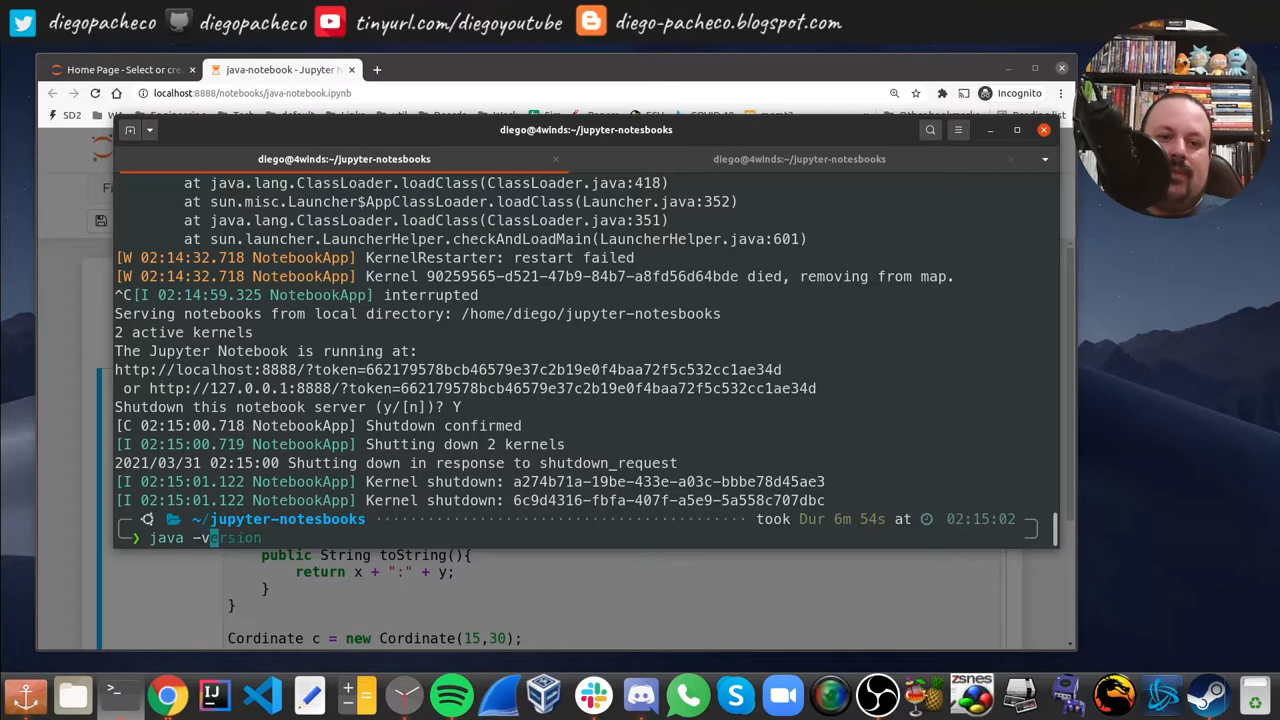 diegopacheco diegopacheco tinyurl.com/diegoyoutube diego-pacheco.blogspot.com
Home Page - Select or cre java-notebook - Jupyter N
localhost:8888/notebooks/java-notebook.ipynb Incognito
SD2
diego@4winds:~/jupyter-notesbooks
diego@4winds:~/jupyter-notesbooks diego@4winds:~/jupyter-notesbooks
at java.lang.ClassLoader.loadClass(ClassLoader.java:418)
at sun.misc.Launcher$AppClassLoader.loadClass(Launcher.java:352)
at java.lang.ClassLoader.loadClass(ClassLoader.java:351)
at sun.launcher.LauncherHelper.checkAndLoadMain(LauncherHelper.java:601)
[W 02:14:32.718 NotebookApp] KernelRestarter: restart failed
[W 02:14:32.718 NotebookApp] Kernel 90259565-d521-47b9-84b7-a8fd56d64bde died, removing from map.
^C[I 02:14:59.325 NotebookApp] interrupted
Serving notebooks from local directory: /home/diego/jupyter-notesbooks
2 active kernels
The Jupyter Notebook is running at:
http://localhost:8888/?token=662179578bcb46579e37c2b19e0f4baa72f5c532cc1ae34d
or http://127.0.0.1:8888/?token=662179578bcb46579e37c2b19e0f4baa72f5c532cc1ae34d
Shutdown this notebook server (y/[n])? Y
[C 02:15:00.718 NotebookApp] Shutdown confirmed
[I 02:15:00.719 NotebookApp] Shutting down 2 kernels
2021/03/31 02:15:00 Shutting down in response to shutdown_request
[I 02:15:01.122 NotebookApp] Kernel shutdown: a274b71a-19be-433e-a03c-bbbe78d45ae3
[I 02:15:01.122 NotebookApp] Kernel shutdown: 6c9d4316-fbfa-407f-a5e9-5a558c707dbc
~/jupyter-notesbooks took Dur 6m 54s at 02:15:02
❯ java -version
public String toString(){
return x + ":" + y;
}
}
Cordinate c = new Cordinate(15,30);
zsnes